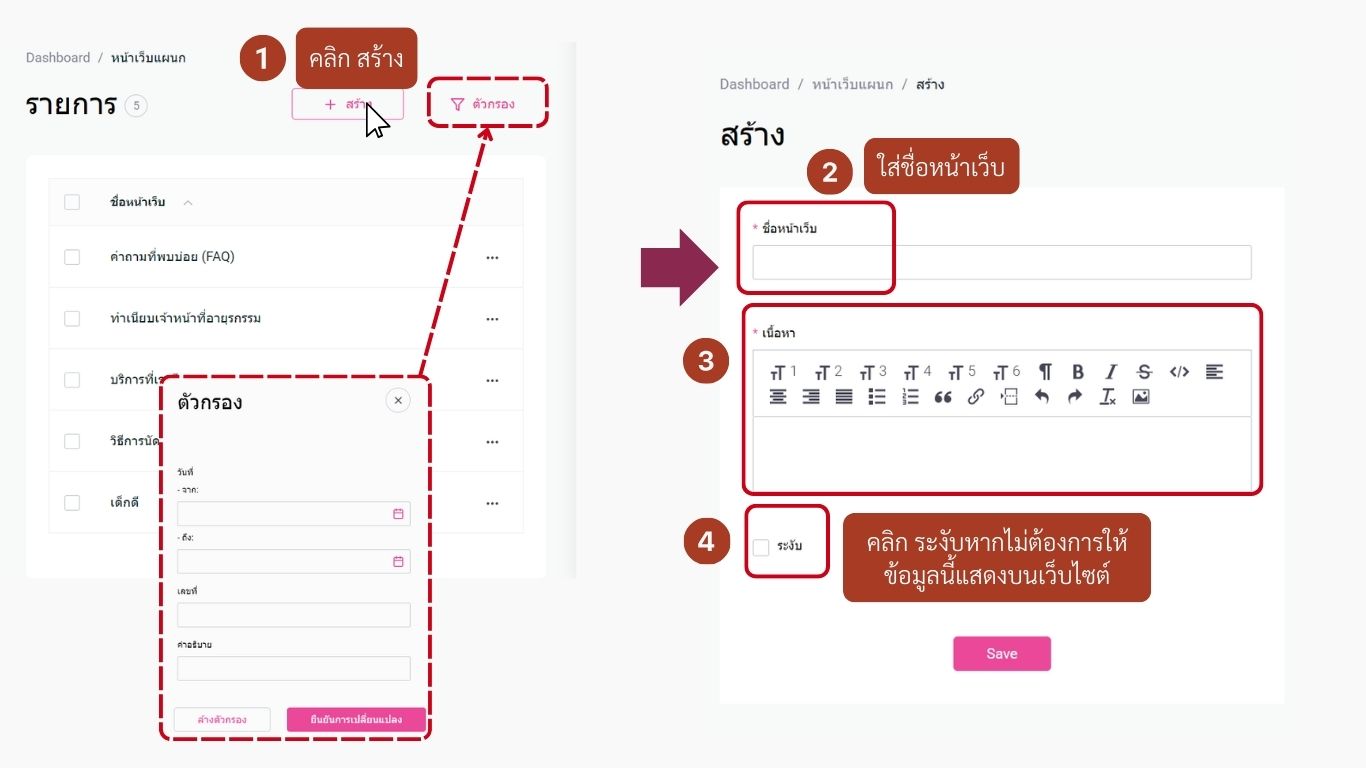 Dashboard / หน้าเว็บแผนก
1
คลิก สร้าง
รายการ 5
+ สร้าง
ตัวกรอง
ชื่อหน้าเว็บ
คำถามที่พบบ่อย (FAQ)
ทำเนียบเจ้าหน้าที่อายุรกรรม
บริการที่เร
วิธีการนัด
เด็กดี
ตัวกรอง
วันที่
- จาก:
- ถึง:
เลขที่
คำอธิบาย
ล้างตัวกรอง
ยืนยันการเปลี่ยนแปลง
Dashboard / หน้าเว็บแผนก / สร้าง
สร้าง
2
ใส่ชื่อหน้าเว็บ
* ชื่อหน้าเว็บ
3
* เนื้อหา
TT 1 TT 2 TT 3 TT 4 TT 5 TT 6 ¶ B I S </>
4
ระงับ
คลิก ระงับหากไม่ต้องการให้
ข้อมูลนี้แสดงบนเว็บไซต์
Save